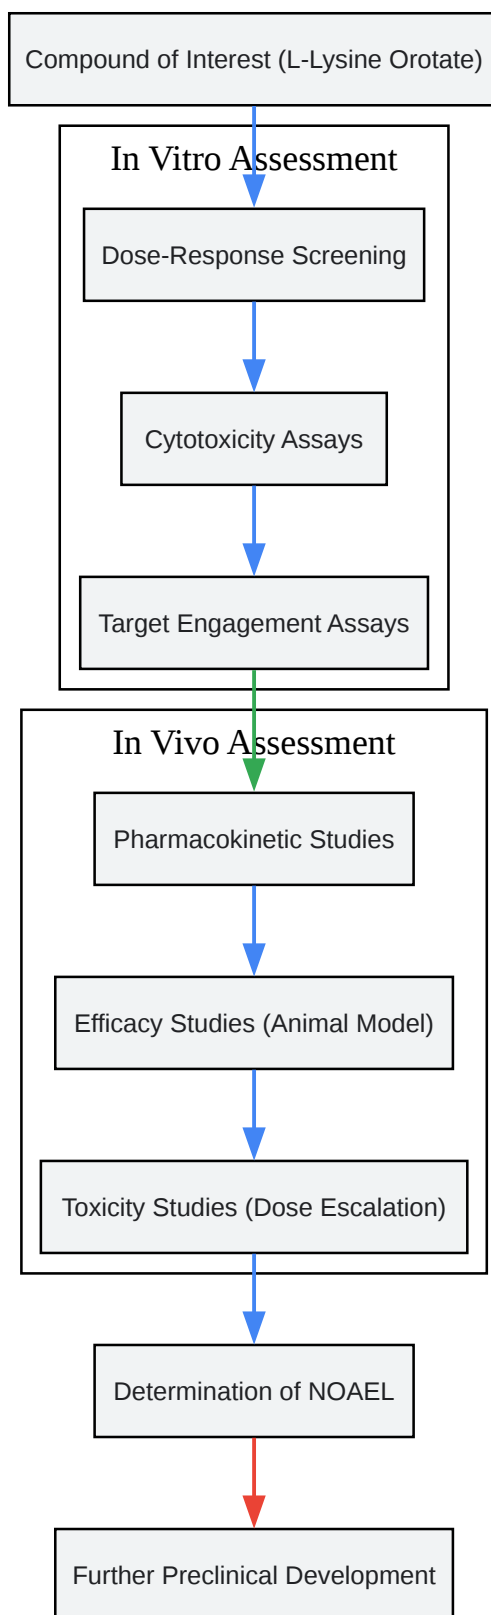 Compound of Interest (L-Lysine Orotate)
In Vitro Assessment
Dose-Response Screening
Cytotoxicity Assays
Target Engagement Assays
In Vivo Assessment
Pharmacokinetic Studies
Efficacy Studies (Animal Model)
Toxicity Studies (Dose Escalation)
Determination of NOAEL
Further Preclinical Development